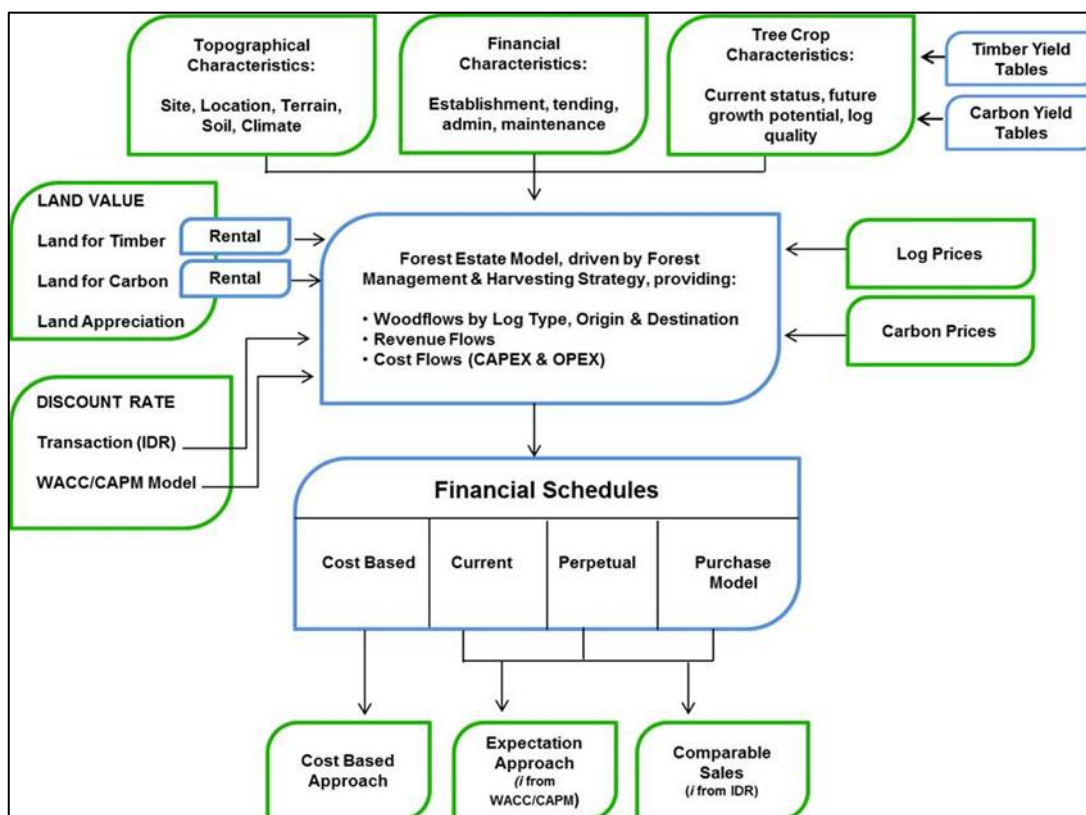 Topographical
Characteristics:
Site, Location, Terrain,
Soil, Climate
Financial
Characteristics:
Establishment, tending,
admin, maintenance
Tree Crop
Characteristics:
Current status, future
growth potential, log
quality
Timber Yield
Tables
Carbon Yield
Tables
LAND VALUE
Land for Timber
Rental
Land for Carbon
Rental
Land Appreciation
Forest Estate Model, driven by Forest
Management & Harvesting Strategy, providing:
• Woodflows by Log Type, Origin & Destination
• Revenue Flows
• Cost Flows (CAPEX & OPEX)
Log Prices
Carbon Prices
DISCOUNT RATE
Transaction (IDR)
WACC/CAPM Model
Financial Schedules
Cost Based
Current
Perpetual
Purchase
Model
Cost Based
Approach
Expectation
Approach
(i from
WACC/CAPM)
Comparable
Sales
(i from IDR)